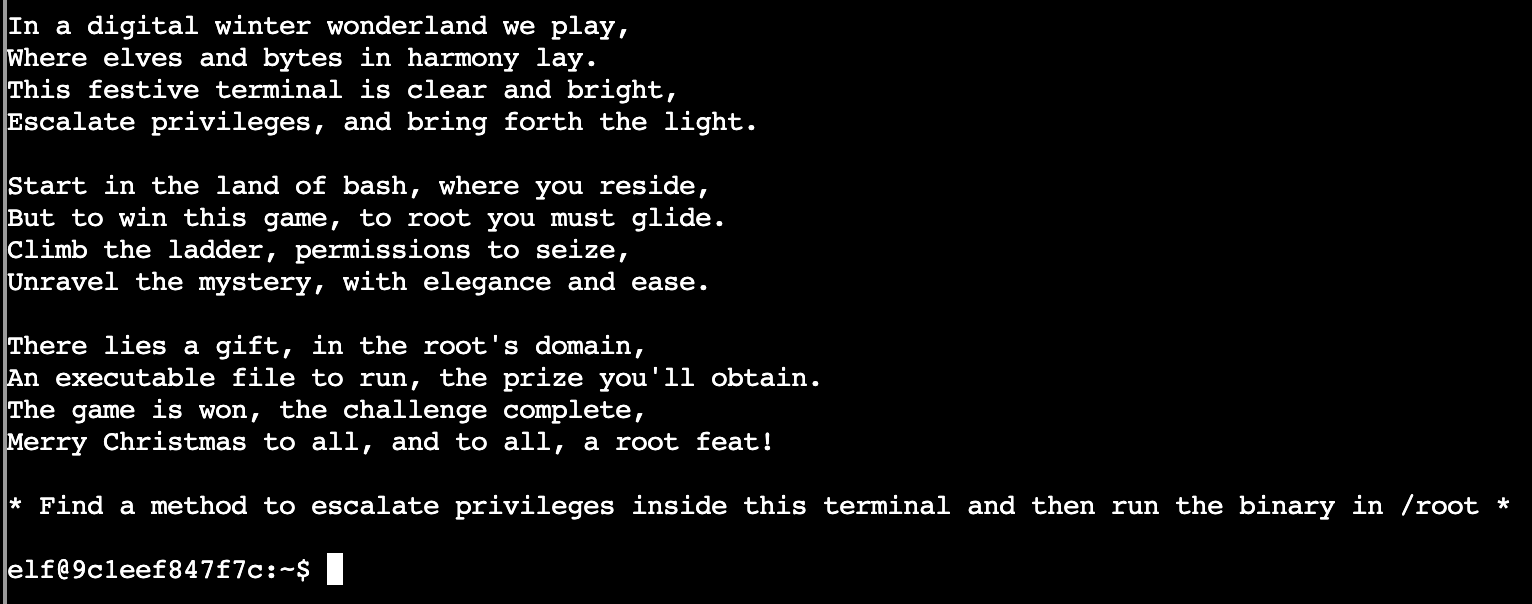 In a digital winter wonderland we play,
Where elves and bytes in harmony lay.
This festive terminal is clear and bright,
Escalate privileges, and bring forth the light.
Start in the land of bash, where you reside,
But to win this game, to root you must glide.
Climb the ladder, permissions to seize,
Unravel the mystery, with elegance and ease.
There lies a gift, in the root's domain,
An executable file to run, the prize you'll obtain.
The game is won, the challenge complete,
Merry Christmas to all, and to all, a root feat!
* Find a method to escalate privileges inside this terminal and then run the binary in /root *
elf@9c1eef847f7c:~$